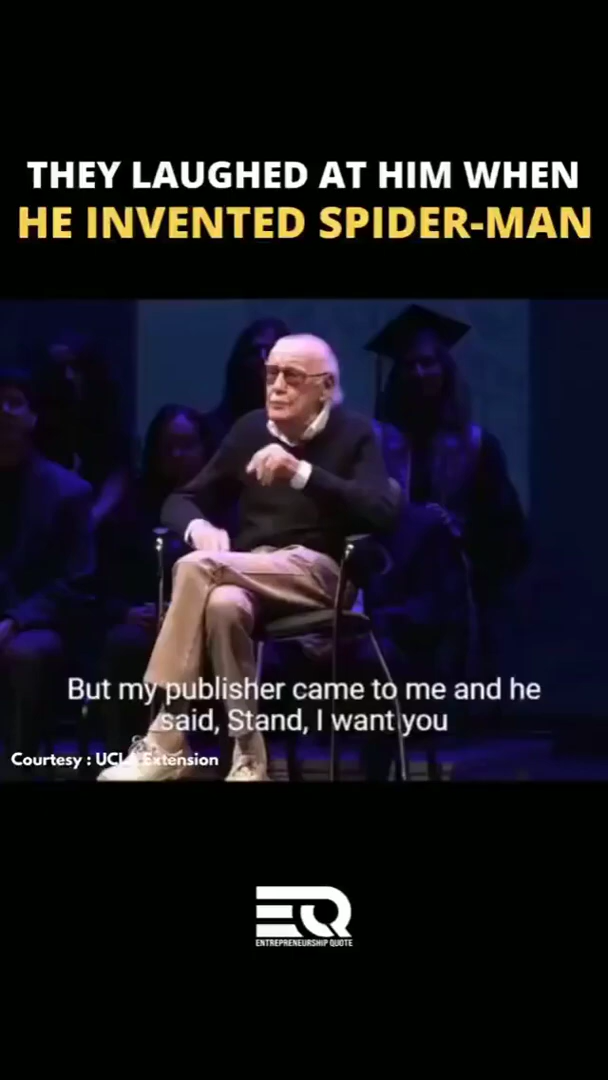 THEY LAUGHED AT HIM WHEN
HE INVENTED SPIDER-MAN
But my publisher came to me and he
said, Stand, I want you
Courtesy : UCLA Extension
EQ
ENTREPRENEURSHIP QUOTE